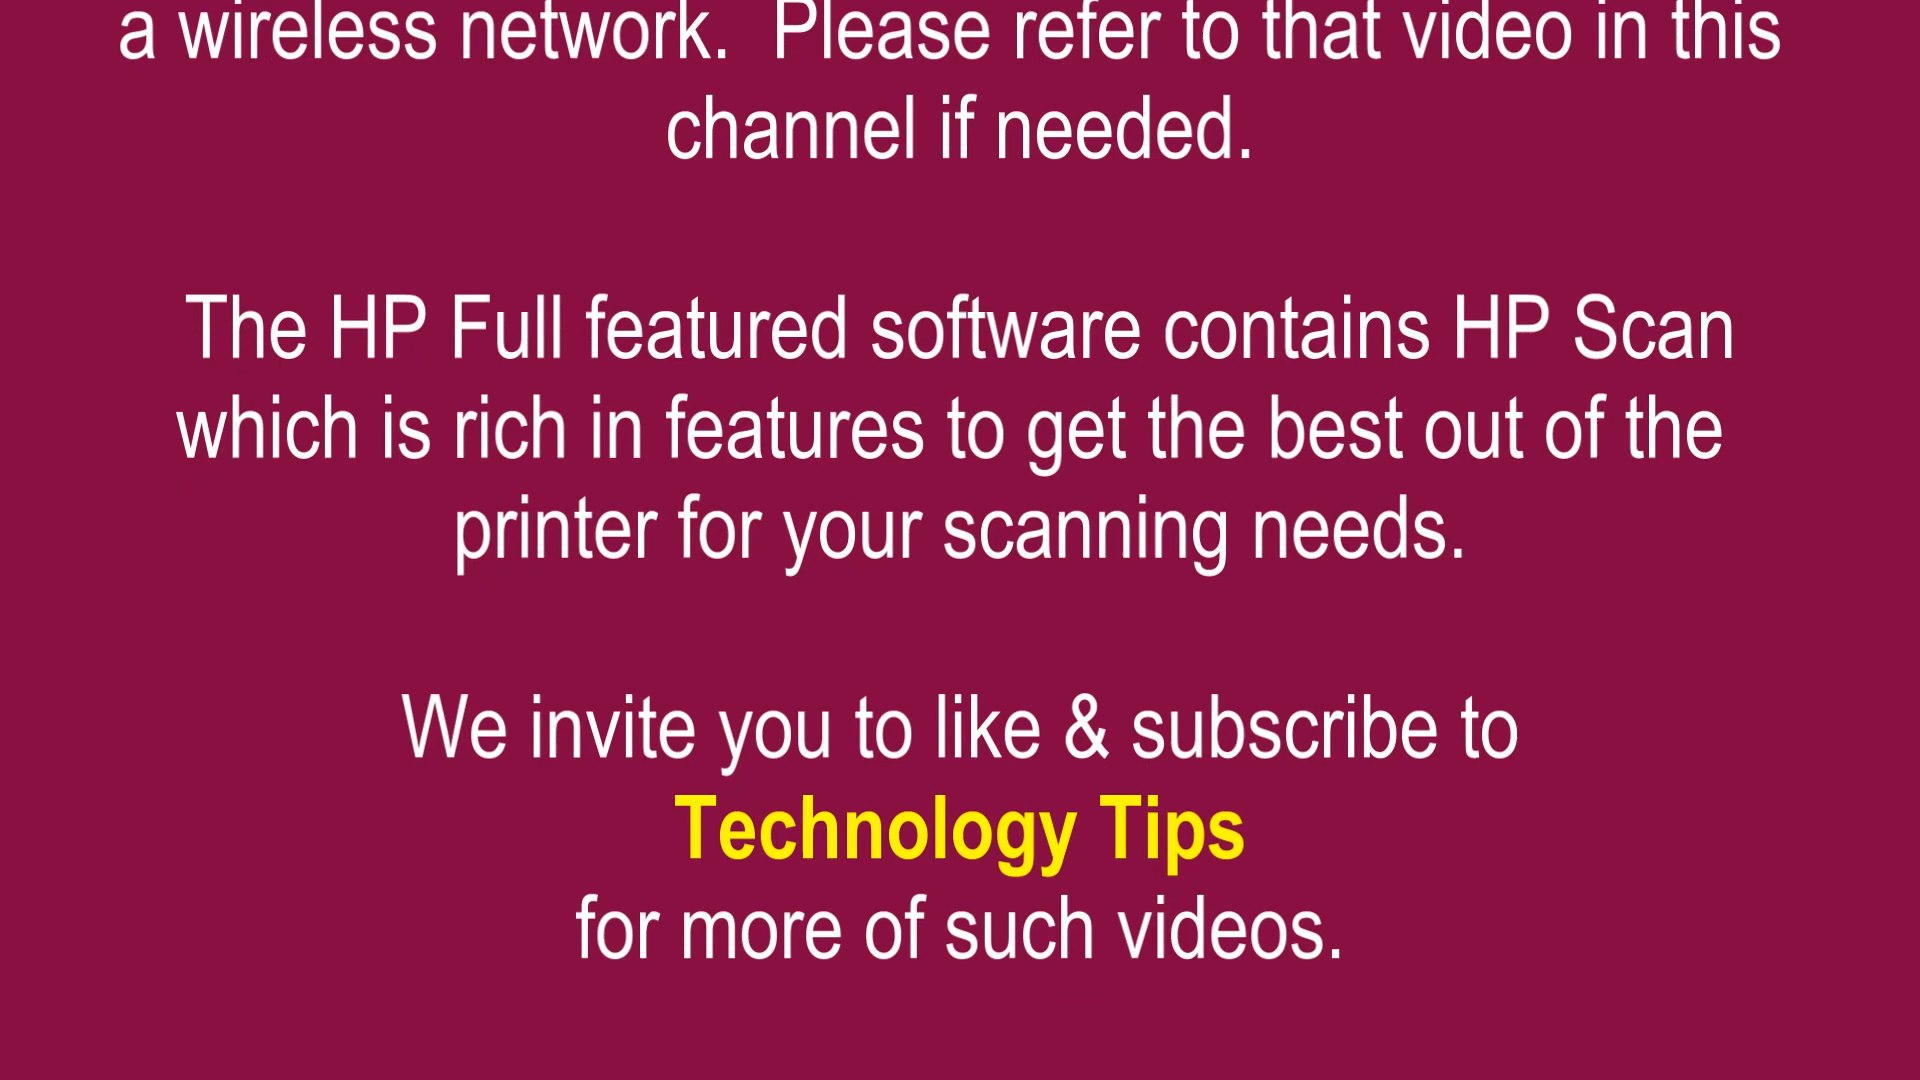 a wireless network.  Please refer to that video in this
channel if needed.
The HP Full featured software contains HP Scan
which is rich in features to get the best out of the
printer for your scanning needs.
We invite you to like & subscribe to
Technology Tips
for more of such videos.